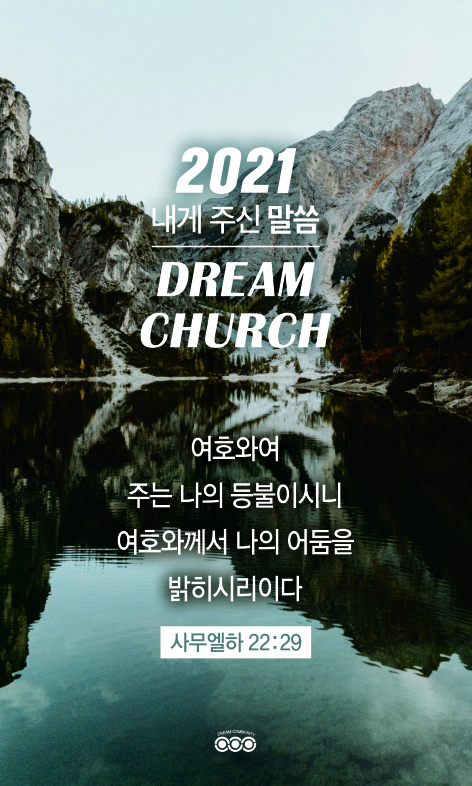 2021
내게 주신 말씀
DREAM
CHURCH
여호와여
주는 나의 등불이시니
여호와께서 나의 어둠을
밝히시리이다
사무엘하 22:29
DREAM COMMUNITY